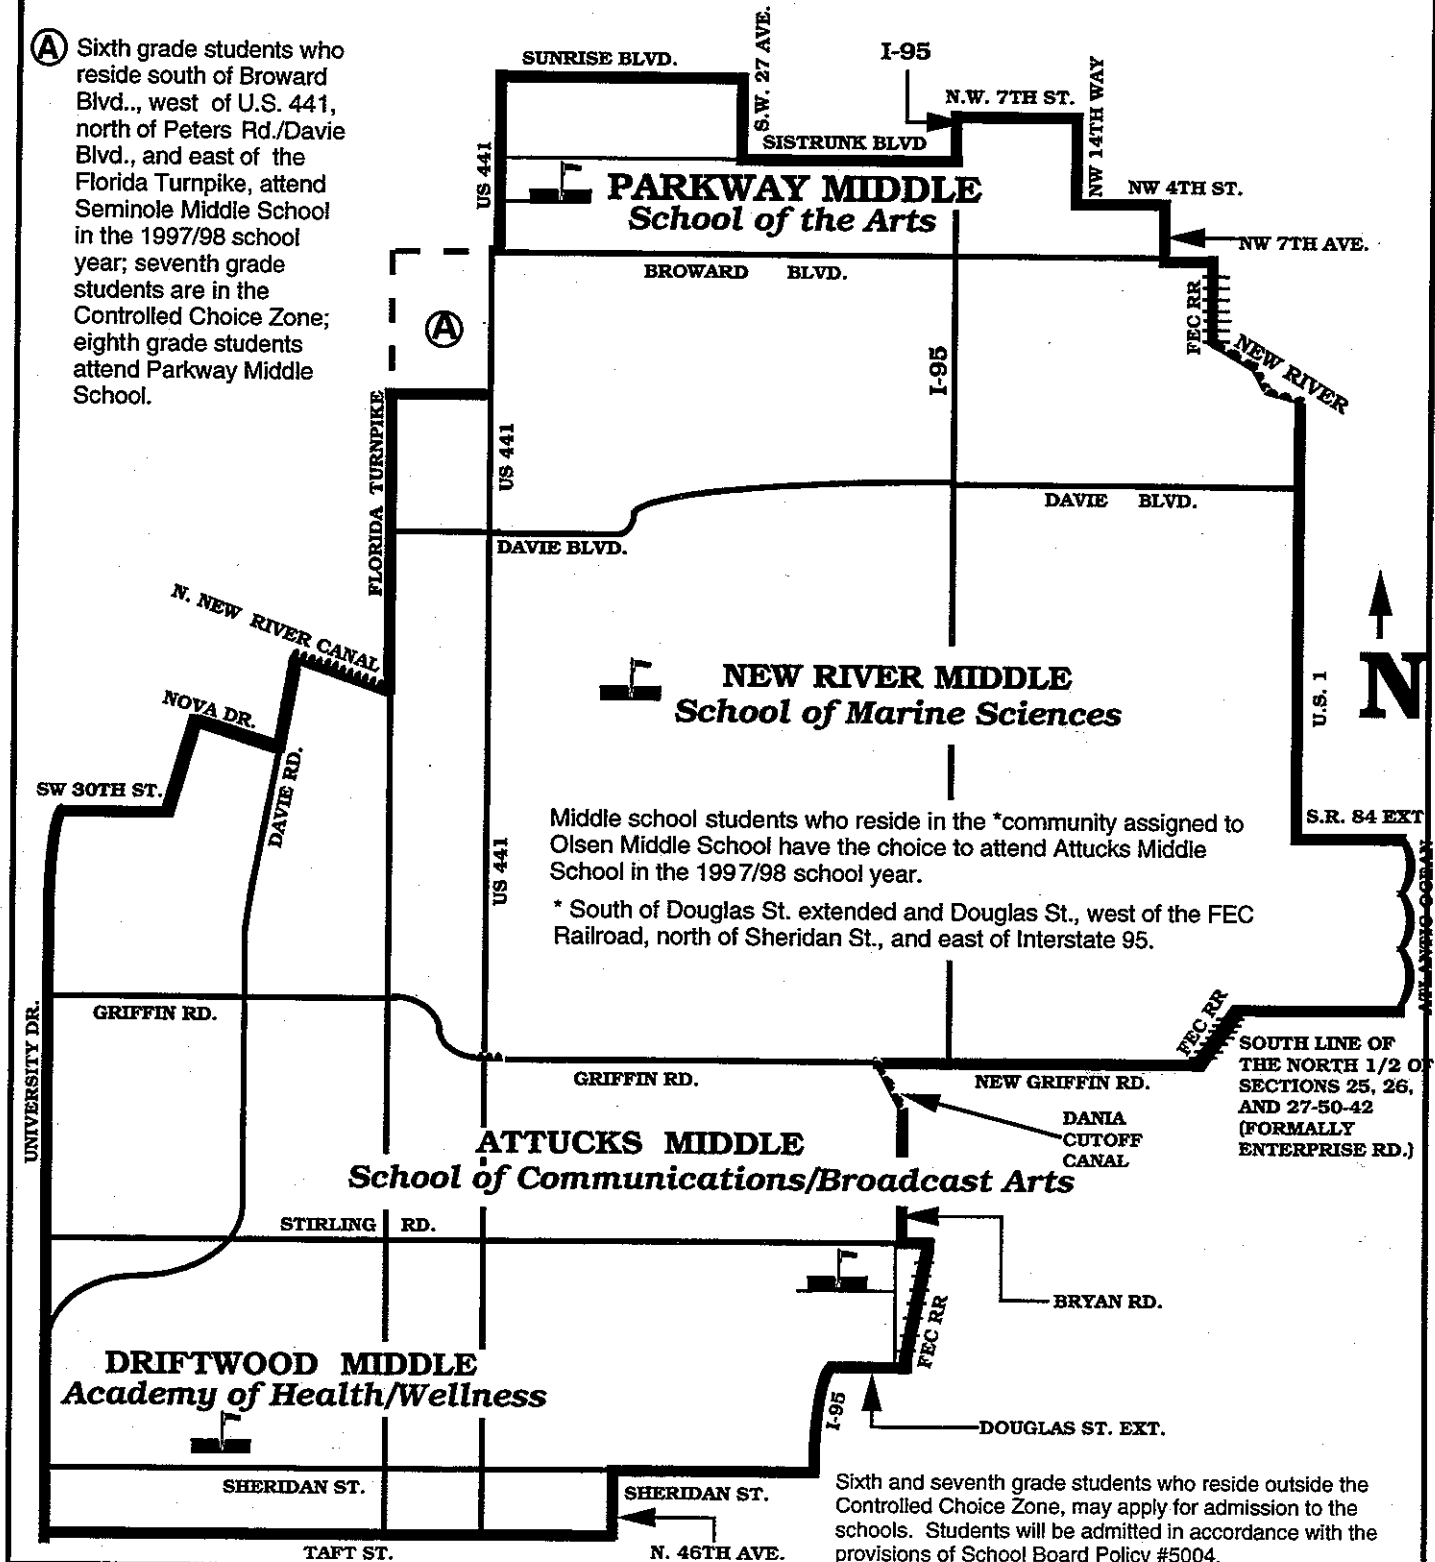 A Sixth grade students who
reside south of Broward
Blvd.., west of U.S. 441,
north of Peters Rd./Davie
Blvd., and east of the
Florida Turnpike, attend
Seminole Middle School
in the 1997/98 school
year; seventh grade
students are in the
Controlled Choice Zone;
eighth grade students
attend Parkway Middle
School.
SUNRISE BLVD.
S.W. 27 AVE.
I-95
N.W. 7TH ST.
NW 14TH WAY
SISTRUNK BLVD
US 441
PARKWAY MIDDLE
School of the Arts
NW 4TH ST.
NW 7TH AVE.
BROWARD BLVD.
FEC RR
NEW RIVER
A
I-95
FLORIDA TURNPIKE
US 441
DAVIE BLVD.
DAVIE BLVD.
N. NEW RIVER CANAL
NOVA DR.
NEW RIVER MIDDLE
School of Marine Sciences
U.S. 1
N
SW 30TH ST.
DAVIE RD.
S.R. 84 EXT
US 441
Middle school students who reside in the *community assigned to
Olsen Middle School have the choice to attend Attucks Middle
School in the 1997/98 school year.
* South of Douglas St. extended and Douglas St., west of the FEC
Railroad, north of Sheridan St., and east of Interstate 95.
ATLANTIC OCEAN
UNIVERSITY DR.
GRIFFIN RD.
FEC RR
SOUTH LINE OF
THE NORTH 1/2 OF
SECTIONS 25, 26,
AND 27-50-42
(FORMALLY
ENTERPRISE RD.)
GRIFFIN RD.
NEW GRIFFIN RD.
DANIA
CUTOFF
CANAL
ATTUCKS MIDDLE
School of Communications/Broadcast Arts
STIRLING RD.
BRYAN RD.
FEC RR
DRIFTWOOD MIDDLE
Academy of Health/Wellness
I-95
DOUGLAS ST. EXT.
SHERIDAN ST.
SHERIDAN ST.
Sixth and seventh grade students who reside outside the
Controlled Choice Zone, may apply for admission to the
schools. Students will be admitted in accordance with the
provisions of School Board Policy #5004.
TAFT ST.
N. 46TH AVE.